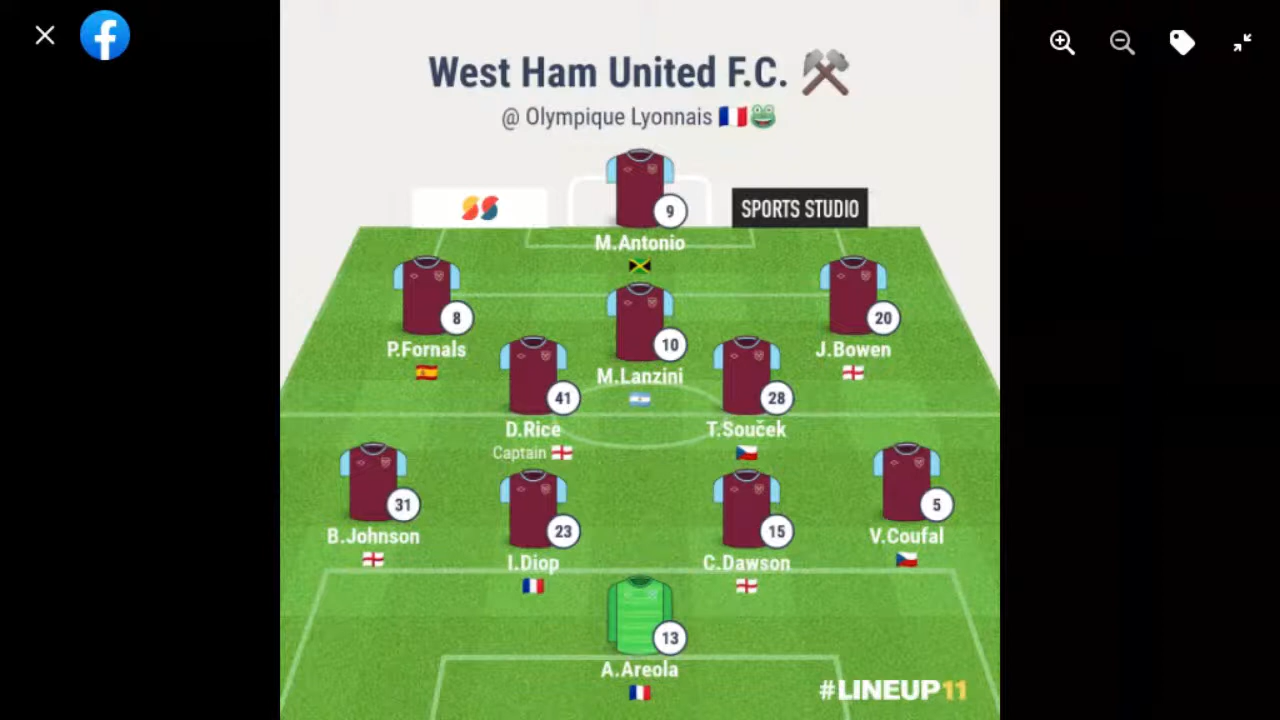 West Ham United F.C.
@ Olympique Lyonnais
SPORTS STUDIO
9
M.Antonio
8
P.Fornals
10
M.Lanzini
20
J.Bowen
41
D.Rice
Captain
28
T.Souček
31
B.Johnson
23
I.Diop
15
C.Dawson
5
V.Coufal
13
A.Areola
#LINEUP11